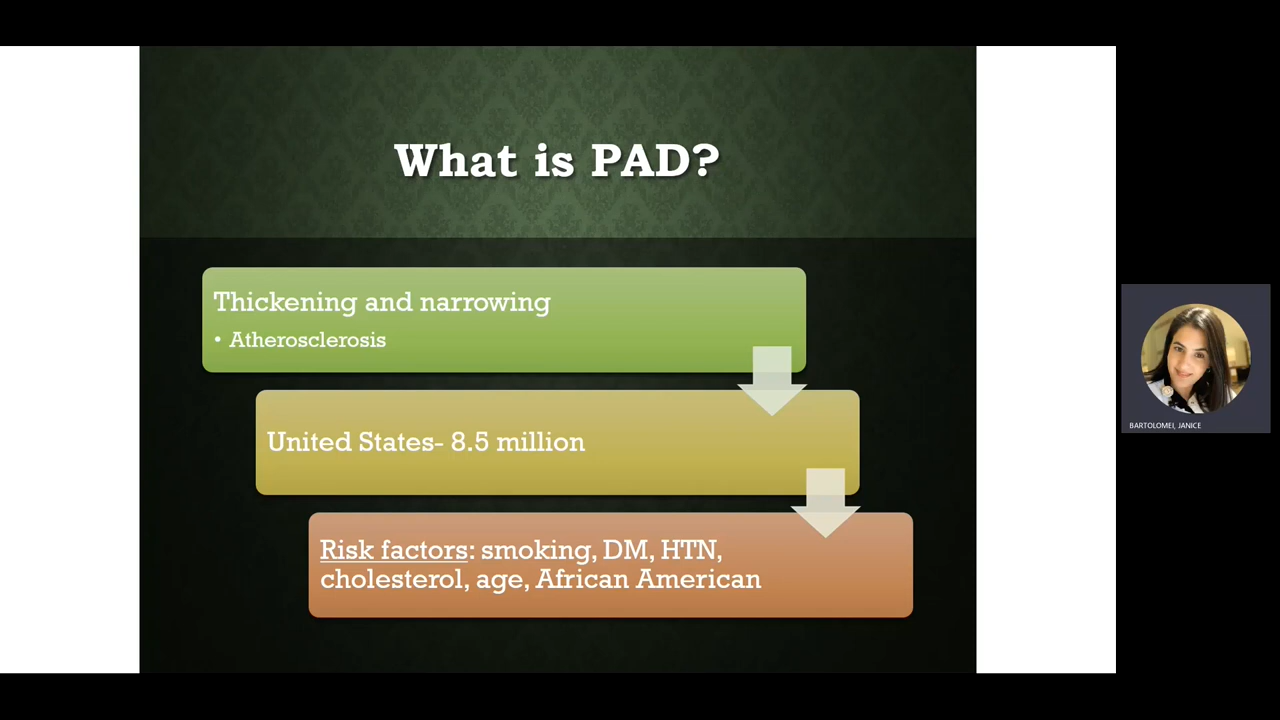 What is PAD?
Thickening and narrowing
• Atherosclerosis
United States- 8.5 million
Risk factors: smoking, DM, HTN,
cholesterol, age, African American
BARTOLOMEI, JANICE